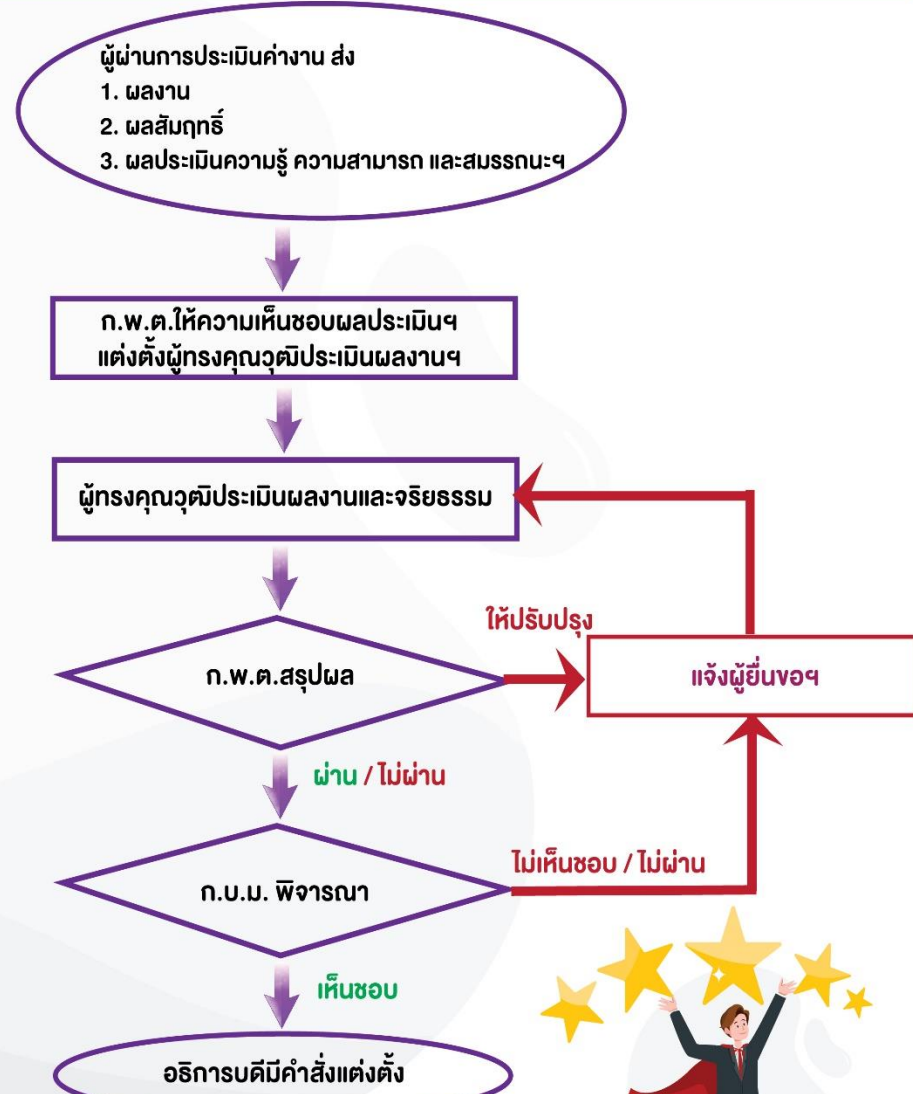 ผู้ผ่านการประเมินค่างาน ส่ง
1. ผลงาน
2. ผลสัมฤทธิ์
3. ผลประเมินความรู้ ความสามารถ และสมรรถนะฯ
ก.พ.ต.ให้ความเห็นชอบผลประเมินฯ
แต่งตั้งผู้ทรงคุณวุฒิประเมินผลงานฯ
ผู้ทรงคุณวุฒิประเมินผลงานและจริยธรรม
ให้ปรับปรุง
ก.พ.ต.สรุปผล
แจ้งผู้ยื่นขอฯ
ผ่าน / ไม่ผ่าน
ไม่เห็นชอบ / ไม่ผ่าน
ก.บ.ม. พิจารณา
เห็นชอบ
อธิการบดีมีคำสั่งแต่งตั้ง